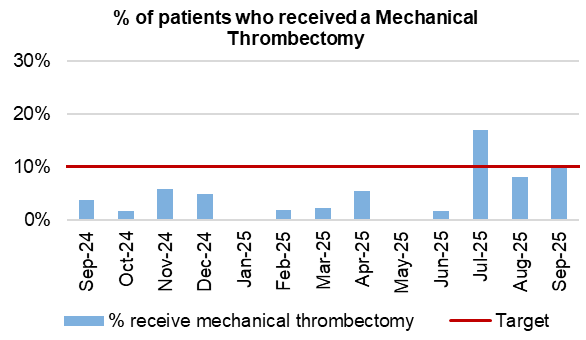 % of patients who received a Mechanical
Thrombectomy
30%
20%
10%
0%
Sep-24
Oct-24
Nov-24
Dec-24
Jan-25
Feb-25
Mar-25
Apr-25
May-25
Jun-25
Jul-25
Aug-25
Sep-25
% receive mechanical thrombectomy
Target